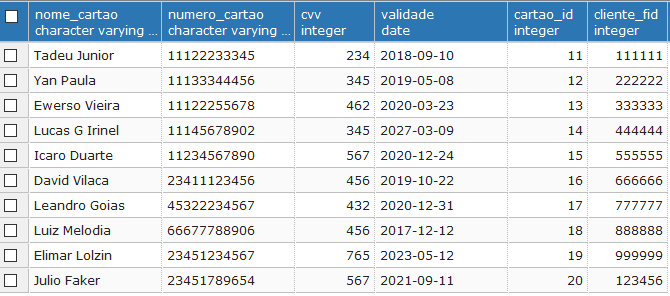 nome_cartao numero_cartao cvv validade cartao_id cliente_fid
character varying ... character varying ... integer date integer integer
Tadeu Junior 11122233345 234 2018-09-10 11 111111
Yan Paula 11133344456 345 2019-05-08 12 222222
Ewerso Vieira 11122255678 462 2020-03-23 13 333333
Lucas G Irinel 11145678902 345 2027-03-09 14 444444
Icaro Duarte 11234567890 567 2020-12-24 15 555555
David Vilaca 23411123456 456 2019-10-22 16 666666
Leandro Goias 45322234567 432 2020-12-31 17 777777
Luiz Melodia 66677788906 456 2017-12-12 18 888888
Elimar Lolzin 23451234567 765 2023-05-12 19 999999
Julio Faker 23451789654 567 2021-09-11 20 123456